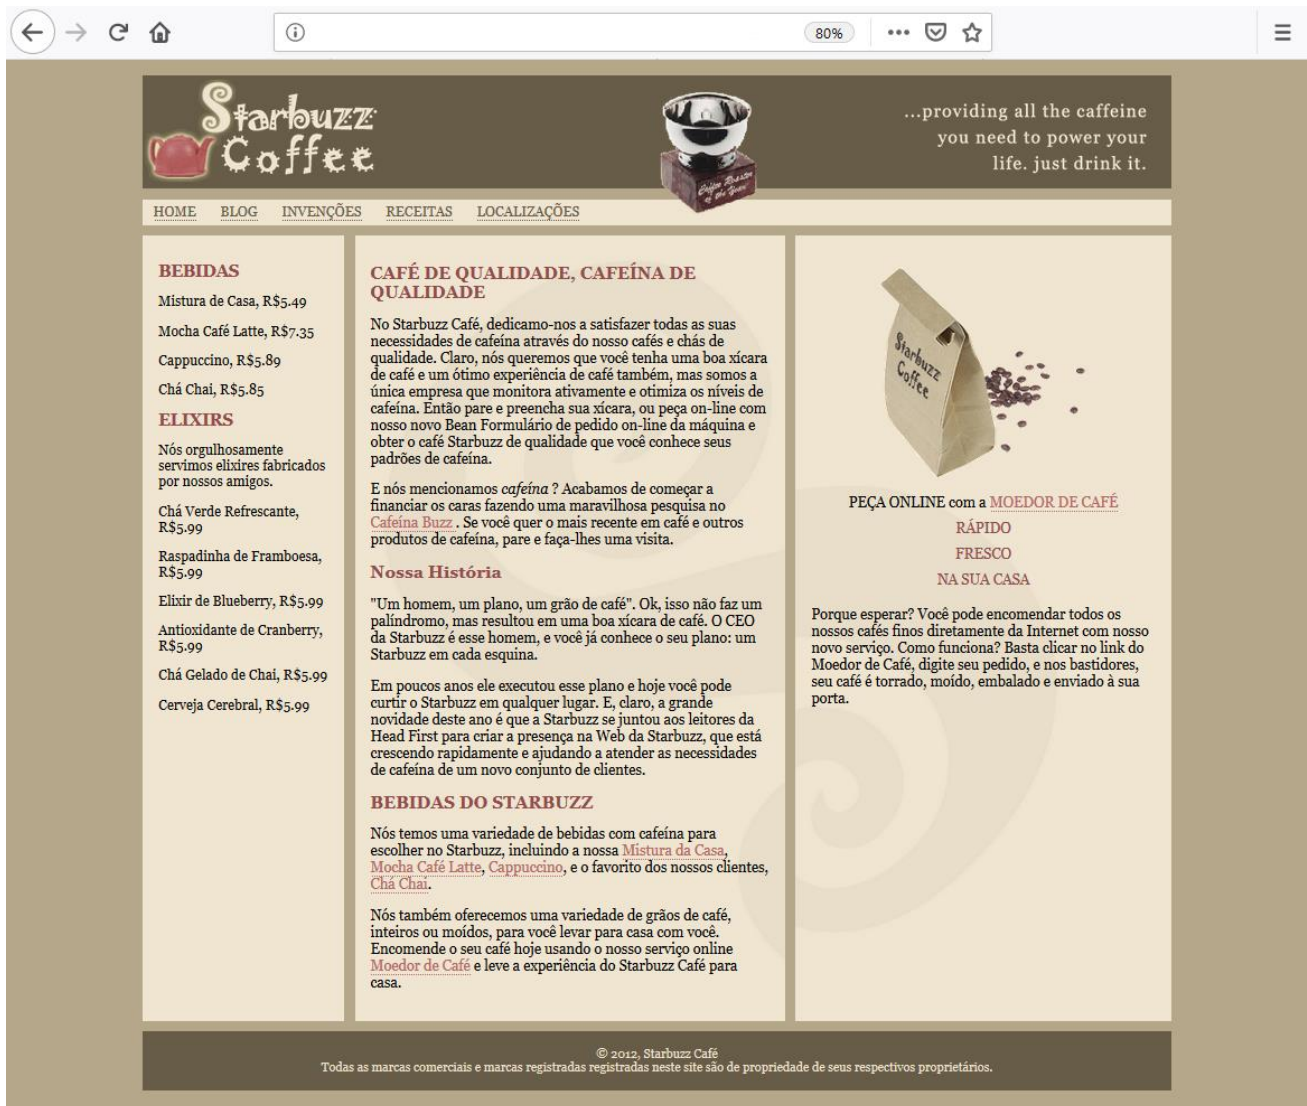 80%
Starbuzz
Coffee
Coffee Roaster
of the Year
...providing all the caffeine
you need to power your
life. just drink it.
HOME BLOG INVENÇÕES RECEITAS LOCALIZAÇÕES
BEBIDAS
Mistura de Casa, R$5.49
Mocha Café Latte, R$7.35
Cappuccino, R$5.89
Chá Chai, R$5.85
ELIXIRS
Nós orgulhosamente
servimos elixires fabricados
por nossos amigos.
Chá Verde Refrescante,
R$5.99
Raspadinha de Framboesa,
R$5.99
Elixir de Blueberry, R$5.99
Antioxidante de Cranberry,
R$5.99
Chá Gelado de Chai, R$5.99
Cerveja Cerebral, R$5.99
CAFÉ DE QUALIDADE, CAFEÍNA DE
QUALIDADE
No Starbuzz Café, dedicamo-nos a satisfazer todas as suas
necessidades de cafeína através do nosso cafés e chás de
qualidade. Claro, nós queremos que você tenha uma boa xícara
de café e um ótimo experiência de café também, mas somos a
única empresa que monitora ativamente e otimiza os níveis de
cafeína. Então pare e preencha sua xícara, ou peça on-line com
nosso novo Bean Formulário de pedido on-line da máquina e
obter o café Starbuzz de qualidade que você conhece seus
padrões de cafeína.
E nós mencionamos cafeína ? Acabamos de começar a
financiar os caras fazendo uma maravilhosa pesquisa no
Cafeína Buzz . Se você quer o mais recente em café e outros
produtos de cafeína, pare e faça-lhes uma visita.
Nossa História
"Um homem, um plano, um grão de café". Ok, isso não faz um
palíndromo, mas resultou em uma boa xícara de café. O CEO
da Starbuzz é esse homem, e você já conhece o seu plano: um
Starbuzz em cada esquina.
Em poucos anos ele executou esse plano e hoje você pode
curtir o Starbuzz em qualquer lugar. E, claro, a grande
novidade deste ano é que a Starbuzz se juntou aos leitores da
Head First para criar a presença na Web da Starbuzz, que está
crescendo rapidamente e ajudando a atender as necessidades
de cafeína de um novo conjunto de clientes.
BEBIDAS DO STARBUZZ
Nós temos uma variedade de bebidas com cafeína para
escolher no Starbuzz, incluindo a nossa Mistura da Casa,
Mocha Café Latte, Cappuccino, e o favorito dos nossos clientes,
Chá Chai.
Nós também oferecemos uma variedade de grãos de café,
inteiros ou moídos, para você levar para casa com você.
Encomende o seu café hoje usando o nosso serviço online
Moedor de Café e leve a experiência do Starbuzz Café para
casa.
Starbuzz
Coffee
PEÇA ONLINE com a MOEDOR DE CAFÉ
RÁPIDO
FRESCO
NA SUA CASA
Porque esperar? Você pode encomendar todos os
nossos cafés finos diretamente da Internet com nosso
novo serviço. Como funciona? Basta clicar no link do
Moedor de Café, digite seu pedido, e nos bastidores,
seu café é torrado, moído, embalado e enviado à sua
porta.
© 2012, Starbuzz Café
Todas as marcas comerciais e marcas registradas registradas neste site são de propriedade de seus respectivos proprietários.